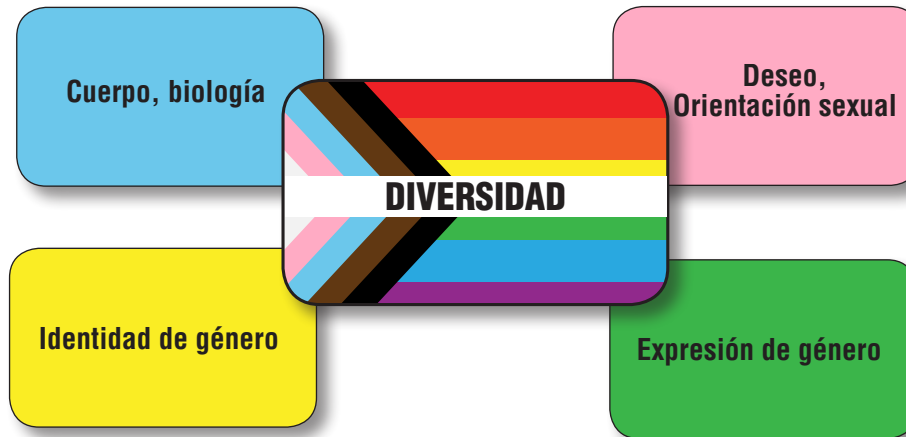 Cuerpo, biología
Deseo,
Orientación sexual
DIVERSIDAD
Identidad de género
Expresión de género